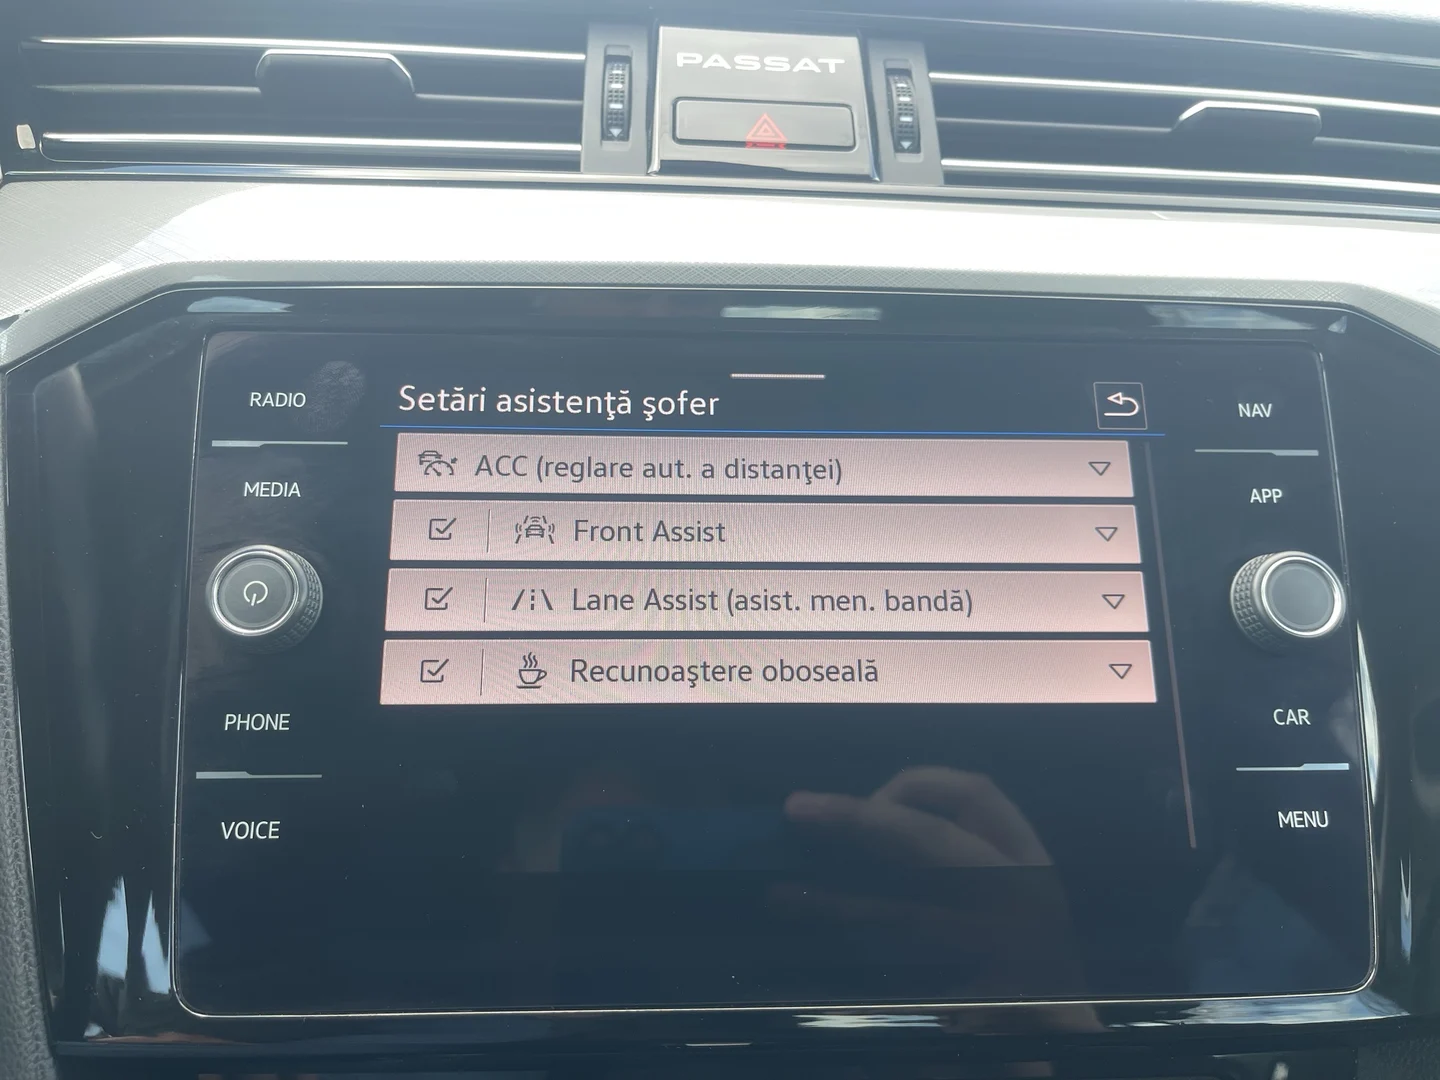 PASSAT
RADIO
MEDIA
PHONE
VOICE
Setări asistenţă şofer
ACC (reglare aut. a distanţei)
Front Assist
Lane Assist (asist. men. bandă)
Recunoaştere oboseală
NAV
APP
CAR
MENU